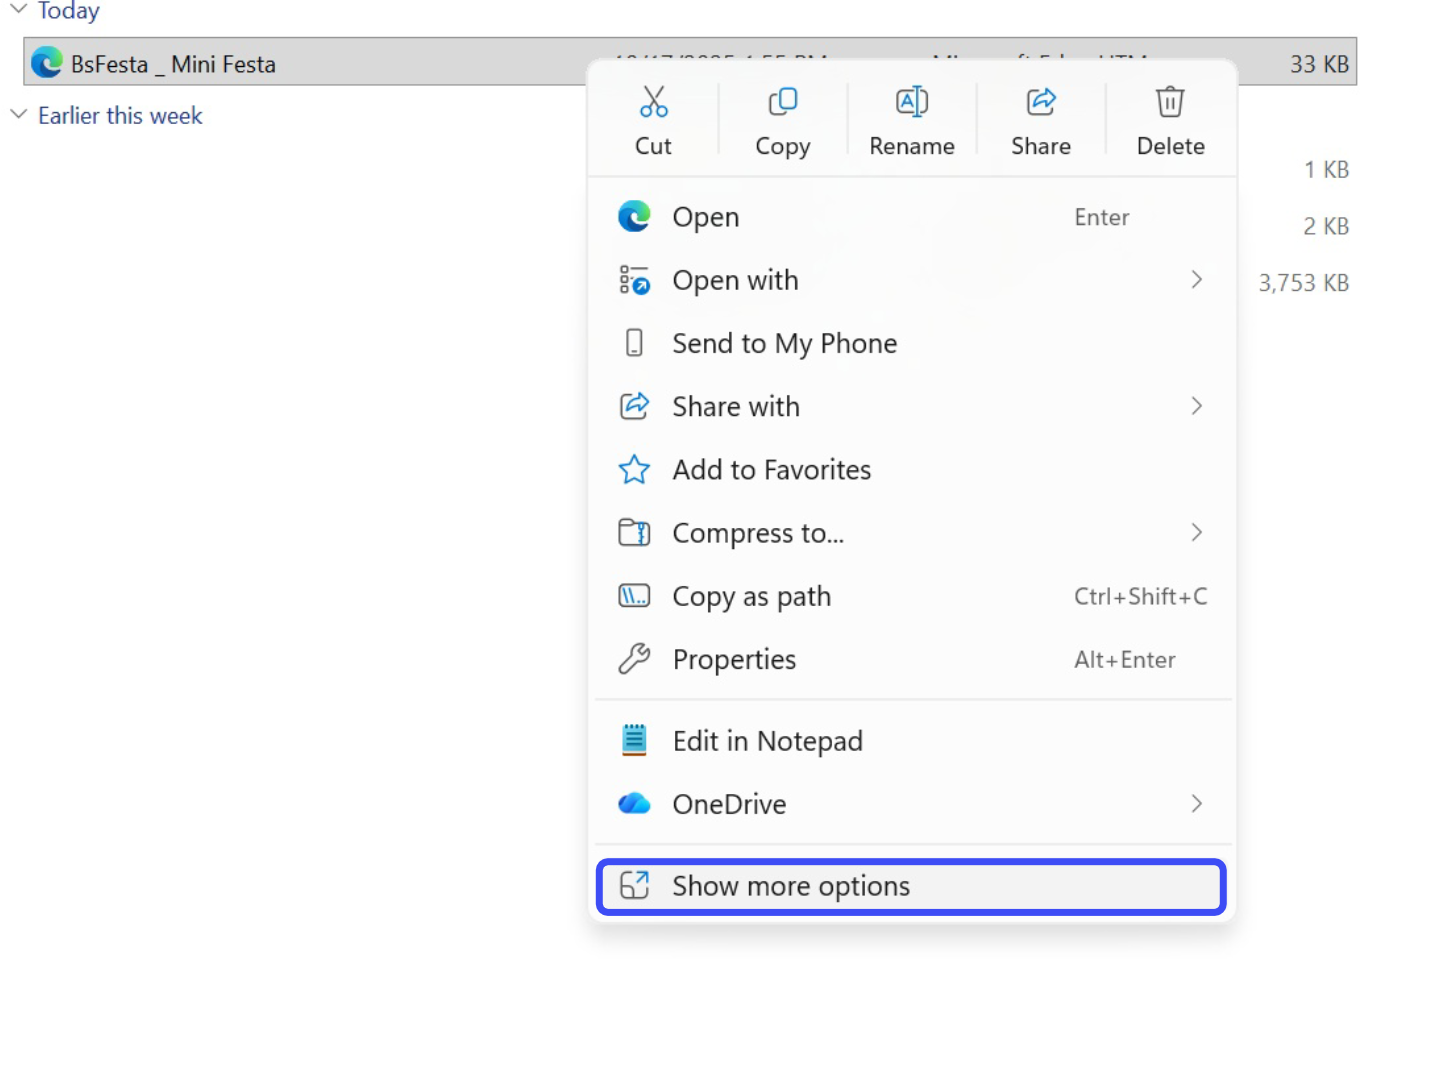 Today
BsFesta _ Mini Festa 33 KB
Earlier this week
Cut Copy Rename Share Delete
1 KB
Open Enter
2 KB
Open with
3,753 KB
Send to My Phone
Share with
Add to Favorites
Compress to...
Copy as path Ctrl+Shift+C
Properties Alt+Enter
Edit in Notepad
OneDrive
Show more options